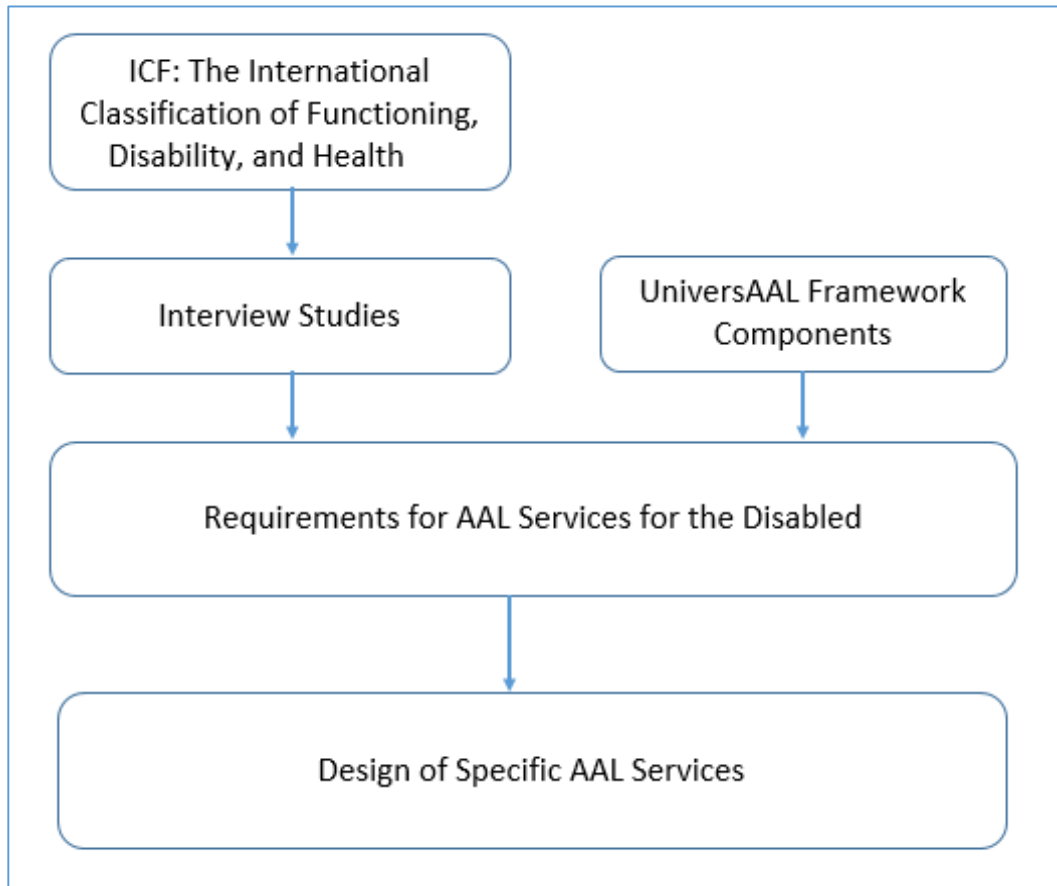 ICF: The International
Classification of Functioning,
Disability, and Health
Interview Studies
UniversAAL Framework
Components
Requirements for AAL Services for the Disabled
Design of Specific AAL Services